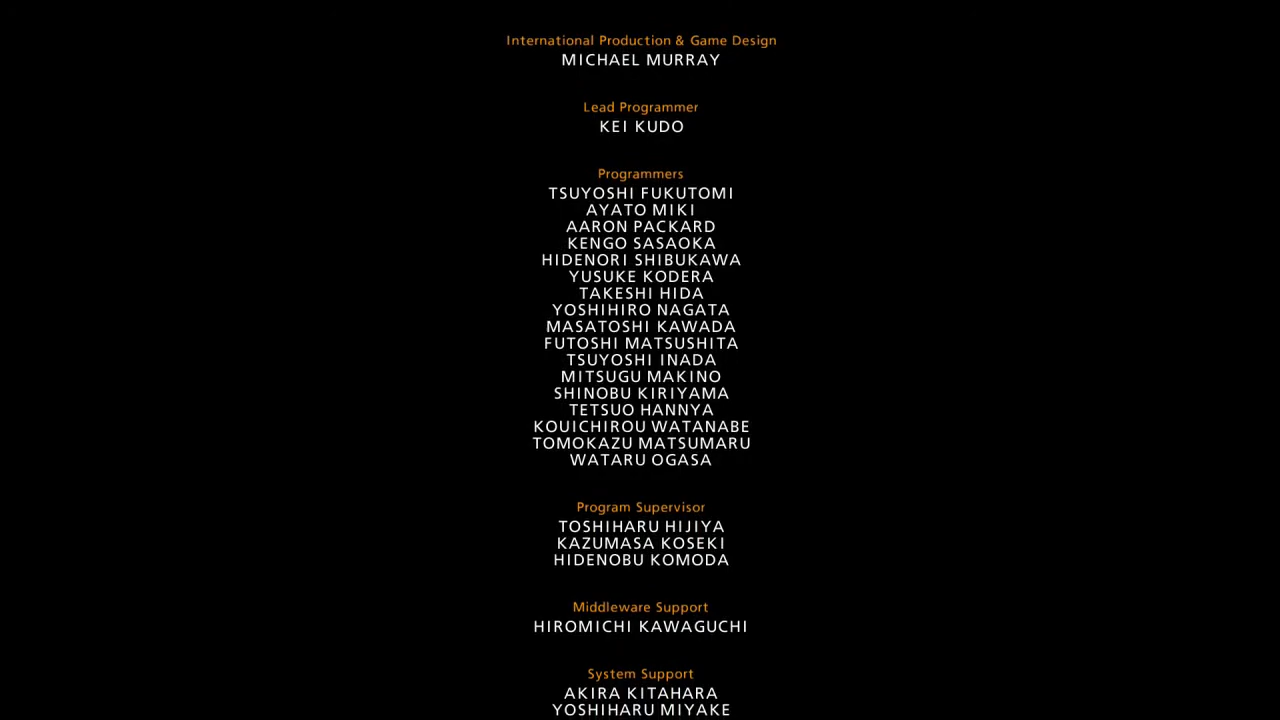 International Production & Game Design
MICHAEL MURRAY
Lead Programmer
KEI KUDO
Programmers
TSUYOSHI FUKUTOMI
AYATO MIKI
AARON PACKARD
KENGO SASAOKA
HIDENORI SHIBUKAWA
YUSUKE KODERA
TAKESHI HIDA
YOSHIHIRO NAGATA
MASATOSHI KAWADA
FUTOSHI MATSUSHITA
TSUYOSHI INADA
MITSUGU MAKINO
SHINOBU KIRIYAMA
TETSUO HANNYA
KOUICHIROU WATANABE
TOMOKAZU MATSUMARU
WATARU OGASA
Program Supervisor
TOSHIHARU HIJIYA
KAZUMASA KOSEKI
HIDENOBU KOMODA
Middleware Support
HIROMICHI KAWAGUCHI
System Support
AKIRA KITAHARA
YOSHIHARU MIYAKE